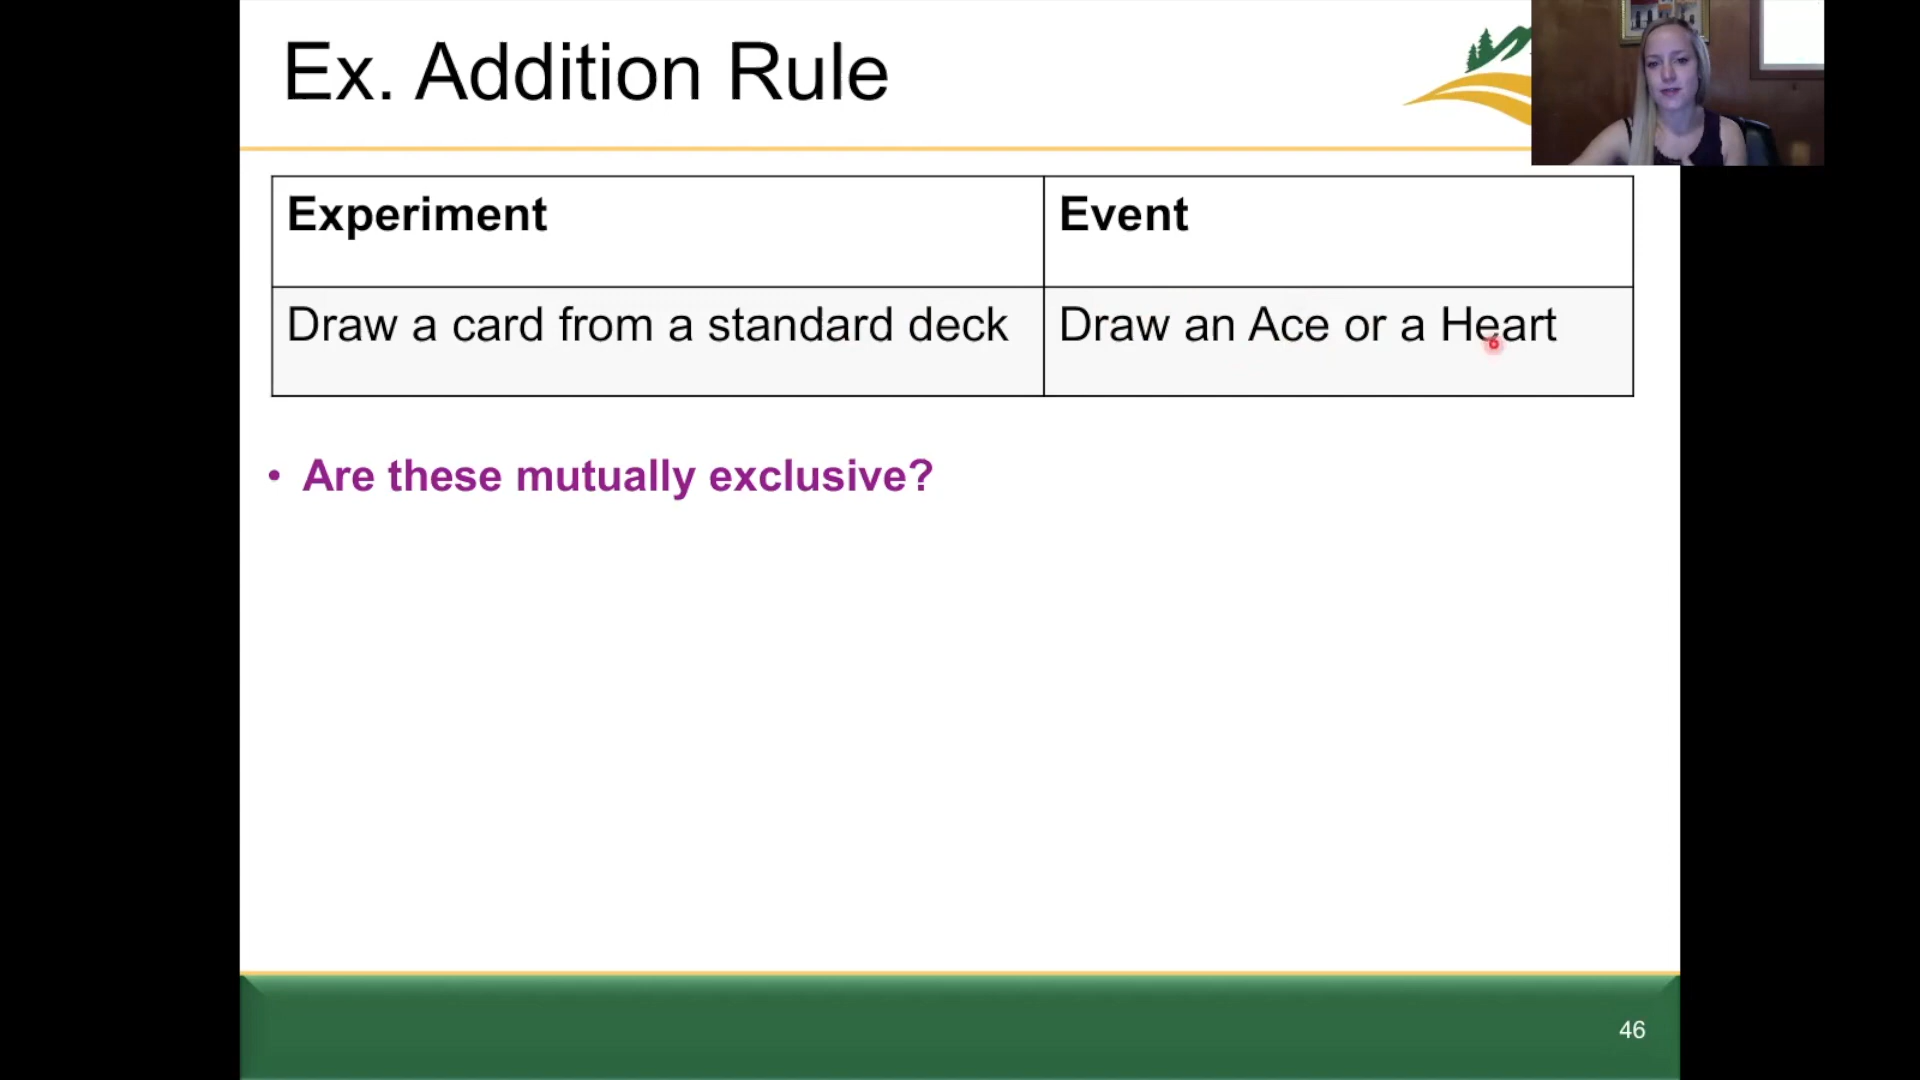 Ex. Addition Rule
Experiment
Event
Draw a card from a standard deck
Draw an Ace or a Heart
• Are these mutually exclusive?
46